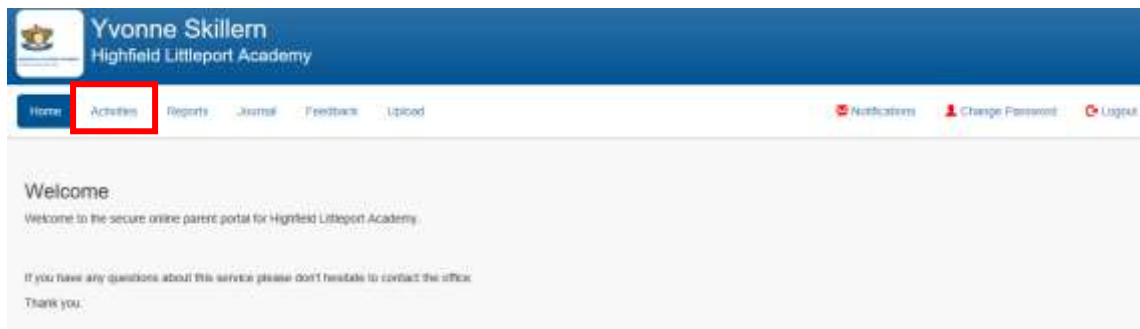 Yvonne Skillern
Highfield Littleport Academy
Home Activities Reports Journal Feedback Upload Notifications Change Password Logout
Welcome
Welcome to the secure online parent portal for Highfield Littleport Academy.
If you have any questions about this service please don't hesitate to contact the office.
Thank you.